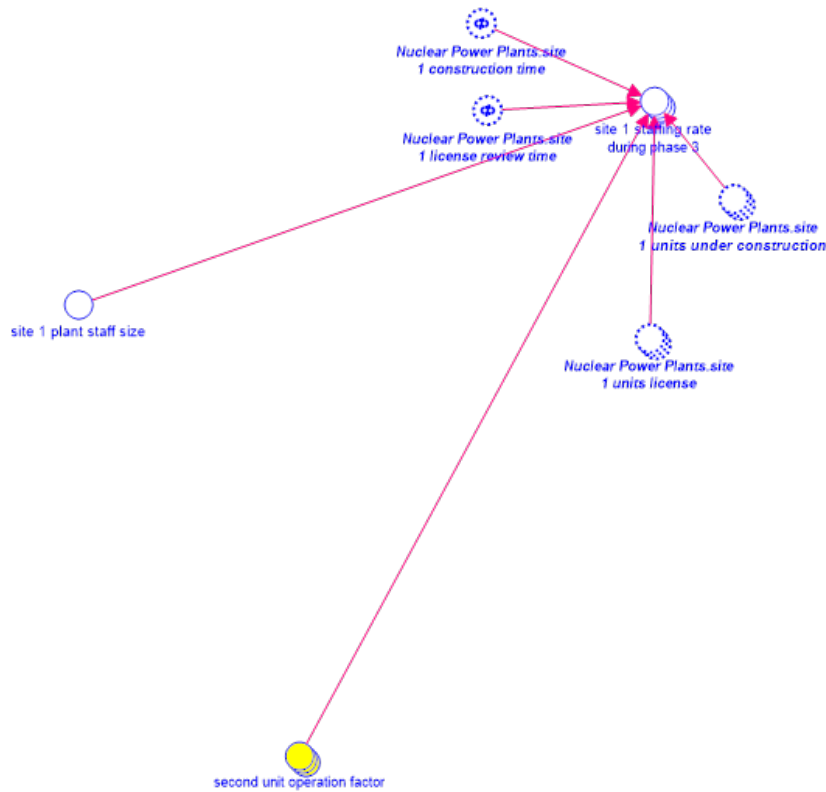 Nuclear Power Plants.site
1 construction time
site 1 staffing rate
during phase 3
Nuclear Power Plants.site
1 license review time
Nuclear Power Plants.site
1 units under construction
site 1 plant staff size
Nuclear Power Plants.site
1 units license
second unit operation factor